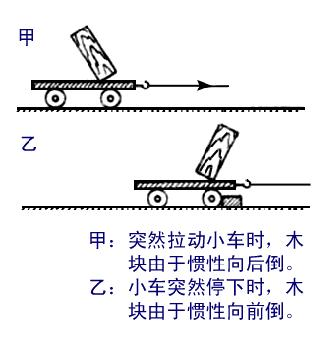 甲
乙
甲：突然拉动小车时，木
块由于惯性向后倒。
乙：小车突然停下时，木
块由于惯性向前倒。